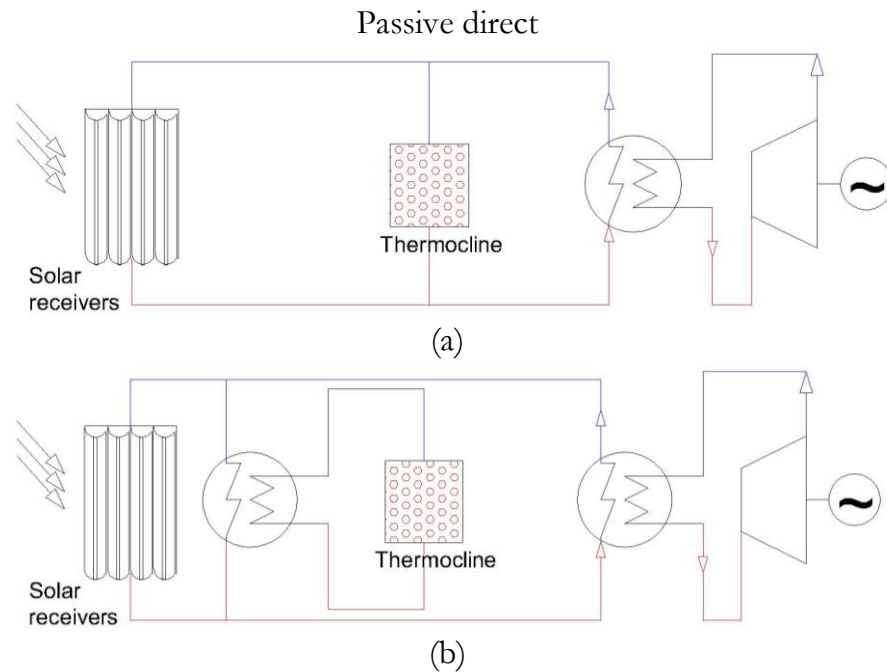 Passive direct
Thermocline
Solar
receivers
(a)
Thermocline
Solar
receivers
(b)